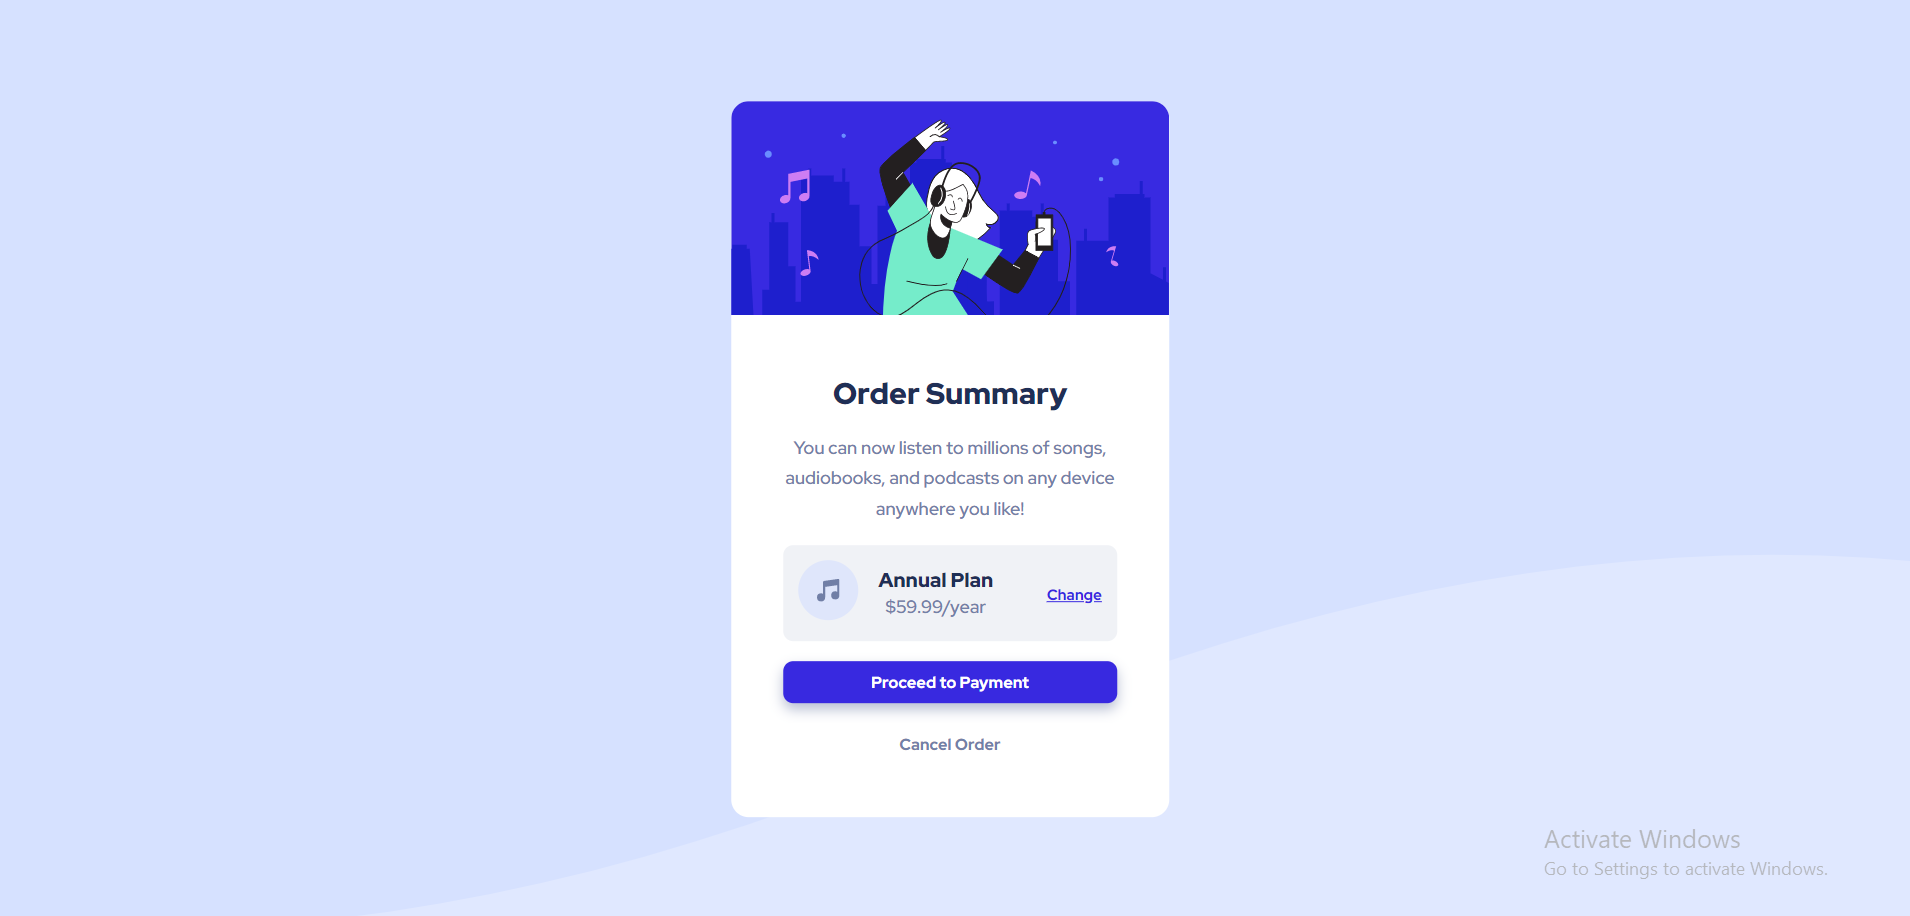 Order Summary
You can now listen to millions of songs,
audiobooks, and podcasts on any device
anywhere you like!
Annual Plan
$59.99/year
Change
Proceed to Payment
Cancel Order
Activate Windows
Go to Settings to activate Windows.